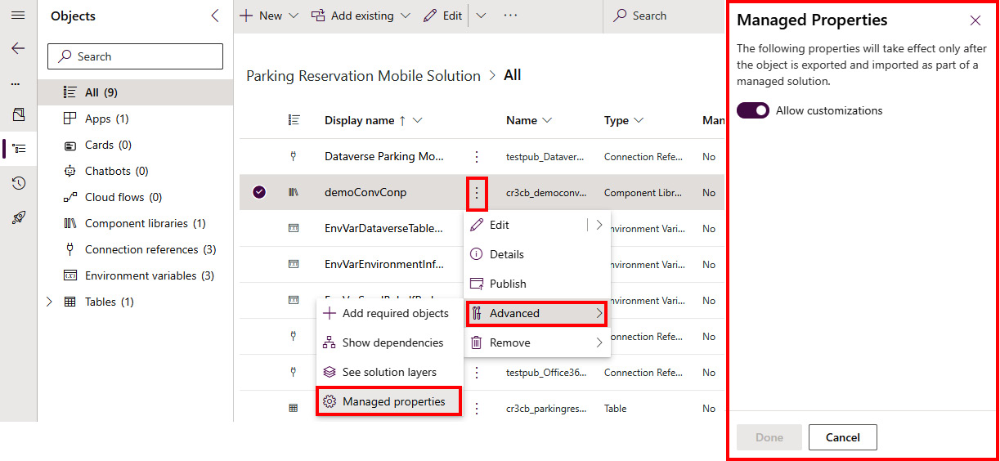 Objects
Search
All (9)
Apps (1)
Cards (0)
Chatbots (0)
Cloud flows (0)
Component libraries (1)
Connection references (3)
Environment variables (3)
Tables (1)
New
Add existing
Edit
Search
Parking Reservation Mobile Solution > All
Display name ↑ Name Type Man
Dataverse Parking Mo... testpub_Dataver... Connection Refe... No
demoConvConp cr3cb_democonv... Component Libr... No
EnvVarDataverseTable... nvironment Vari... No
EnvVarEnvironmentInf... nvironment Vari... No
nvironment Vari... No
onnection Refe... No
testpub_Office36... Connection Refe... No
cr3cb_parkingres... Table No
Edit
Details
Publish
Advanced
Remove
Add required objects
Show dependencies
See solution layers
Managed properties
Managed Properties
The following properties will take effect only after
the object is exported and imported as part of a
managed solution.
Allow customizations
Done
Cancel